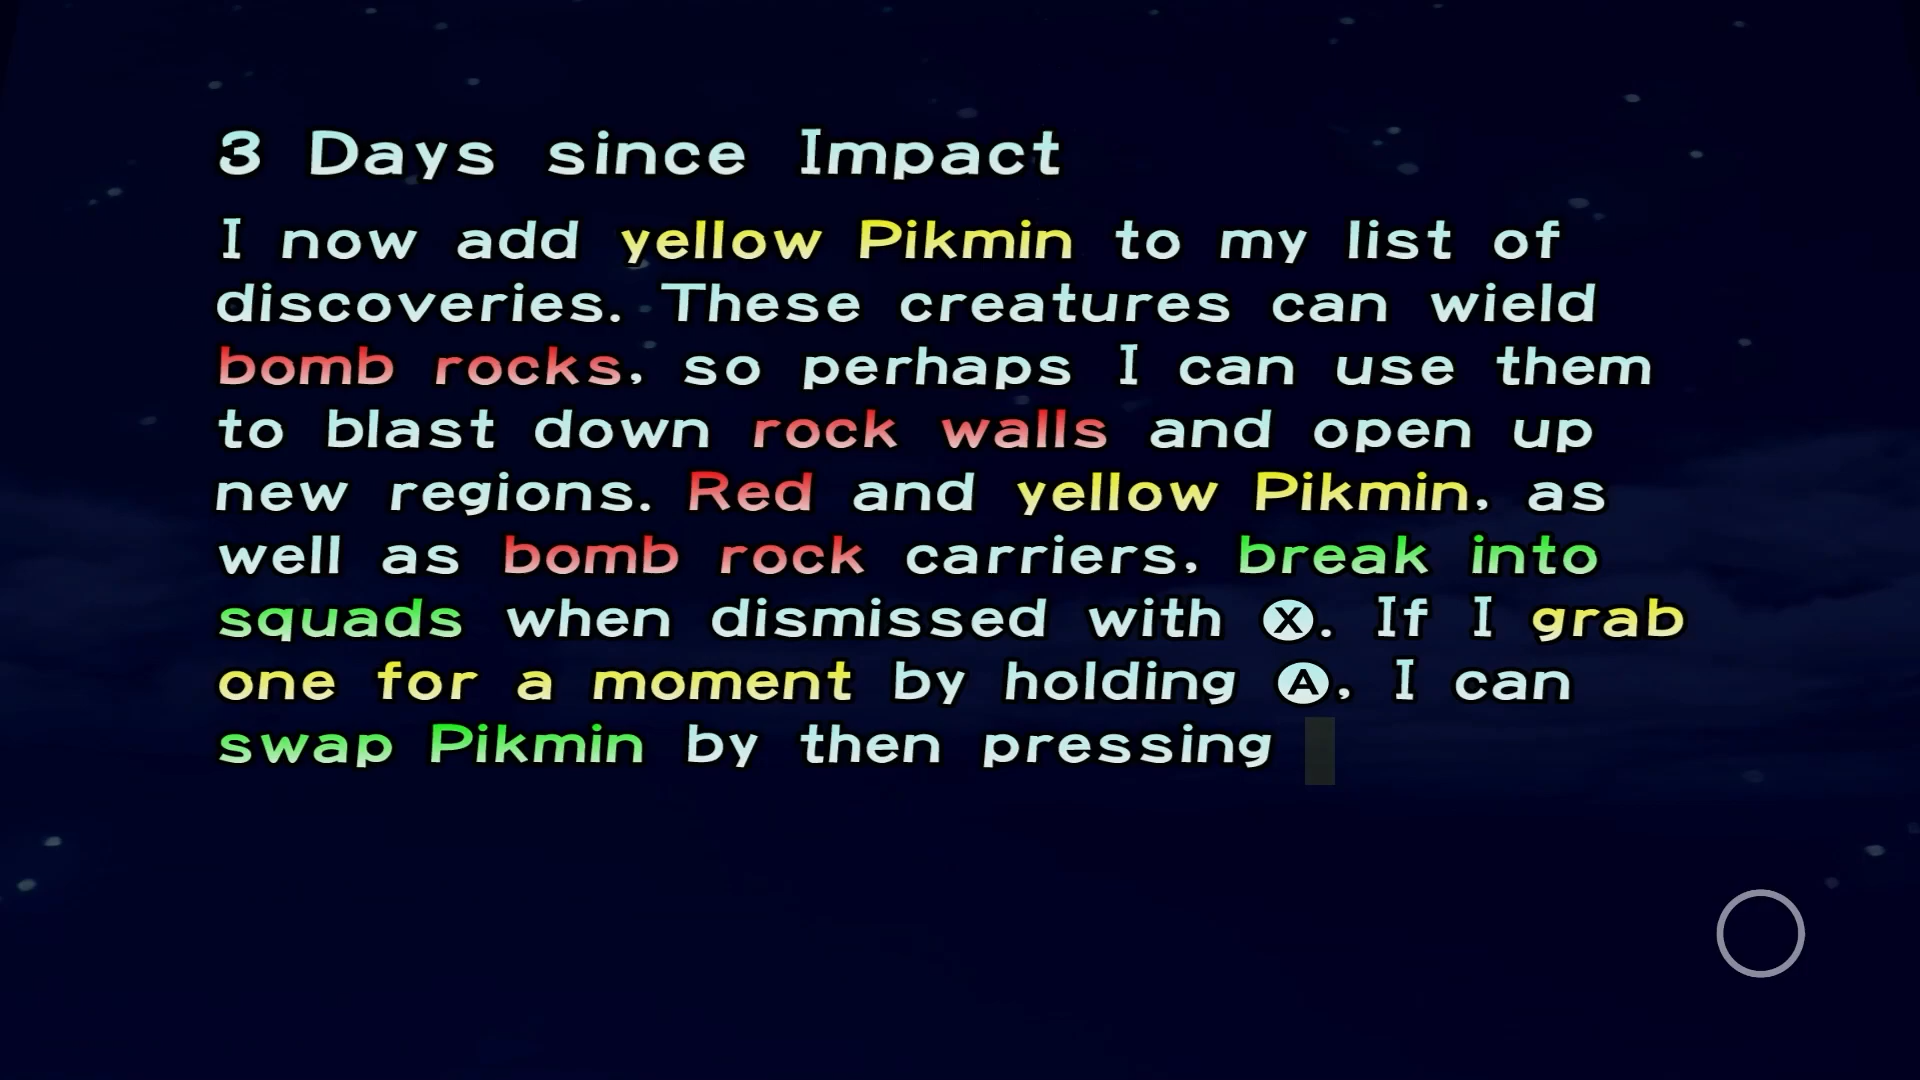 3 Days since Impact
I now add yellow Pikmin to my list of
discoveries. These creatures can wield
bomb rocks, so perhaps I can use them
to blast down rock walls and open up
new regions. Red and yellow Pikmin, as
well as bomb rock carriers, break into
squads when dismissed with X. If I grab
one for a moment by holding A, I can
swap Pikmin by then pressing